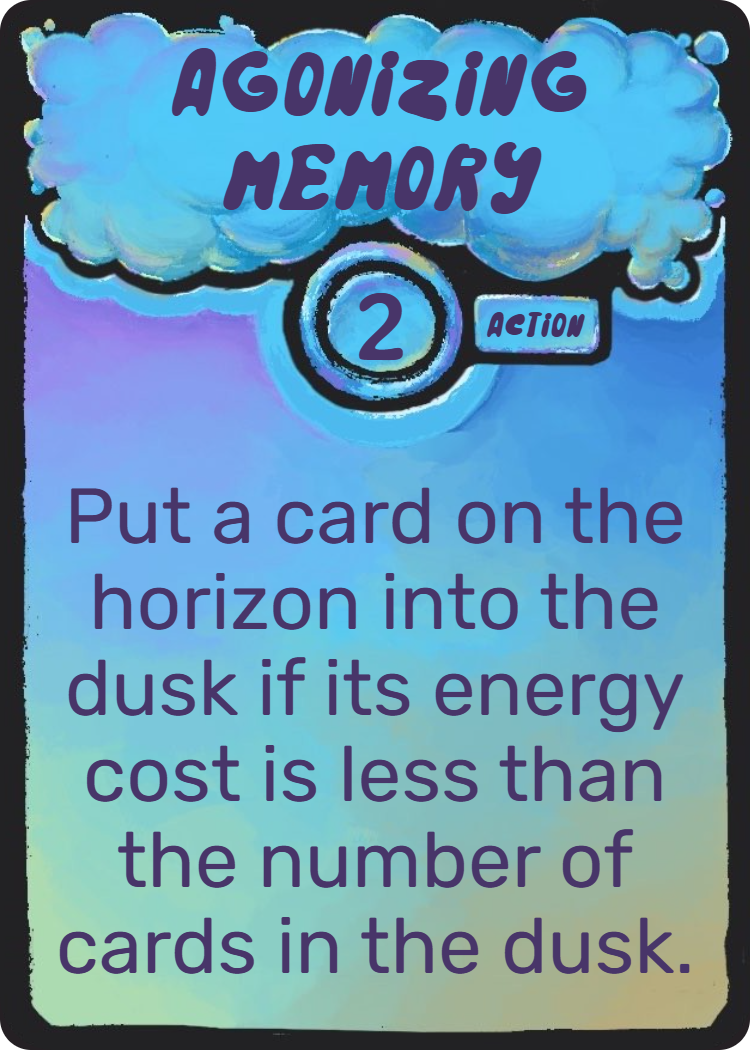 AGONIZING
MEMORY
2
ACTION
Put a card on the
horizon into the
dusk if its energy
cost is less than
the number of
cards in the dusk.